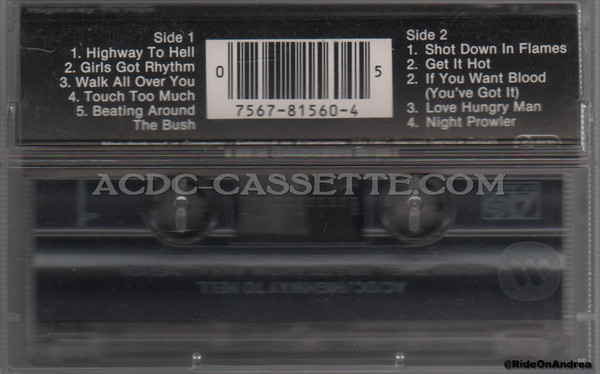 Side 1
1. Highway To Hell
2. Girls Got Rhythm
3. Walk All Over You
4. Touch Too Much
5. Beating Around
The Bush
0
5
7567-81560-4
Side 2
1. Shot Down In Flames
2. Get It Hot
2. If You Want Blood
(You've Got It)
3. Love Hungry Man
4. Night Prowler
ACDC-CASSETTE.COM
AC/DC/HIGHWAY TO HELL
©RideOnAndrea